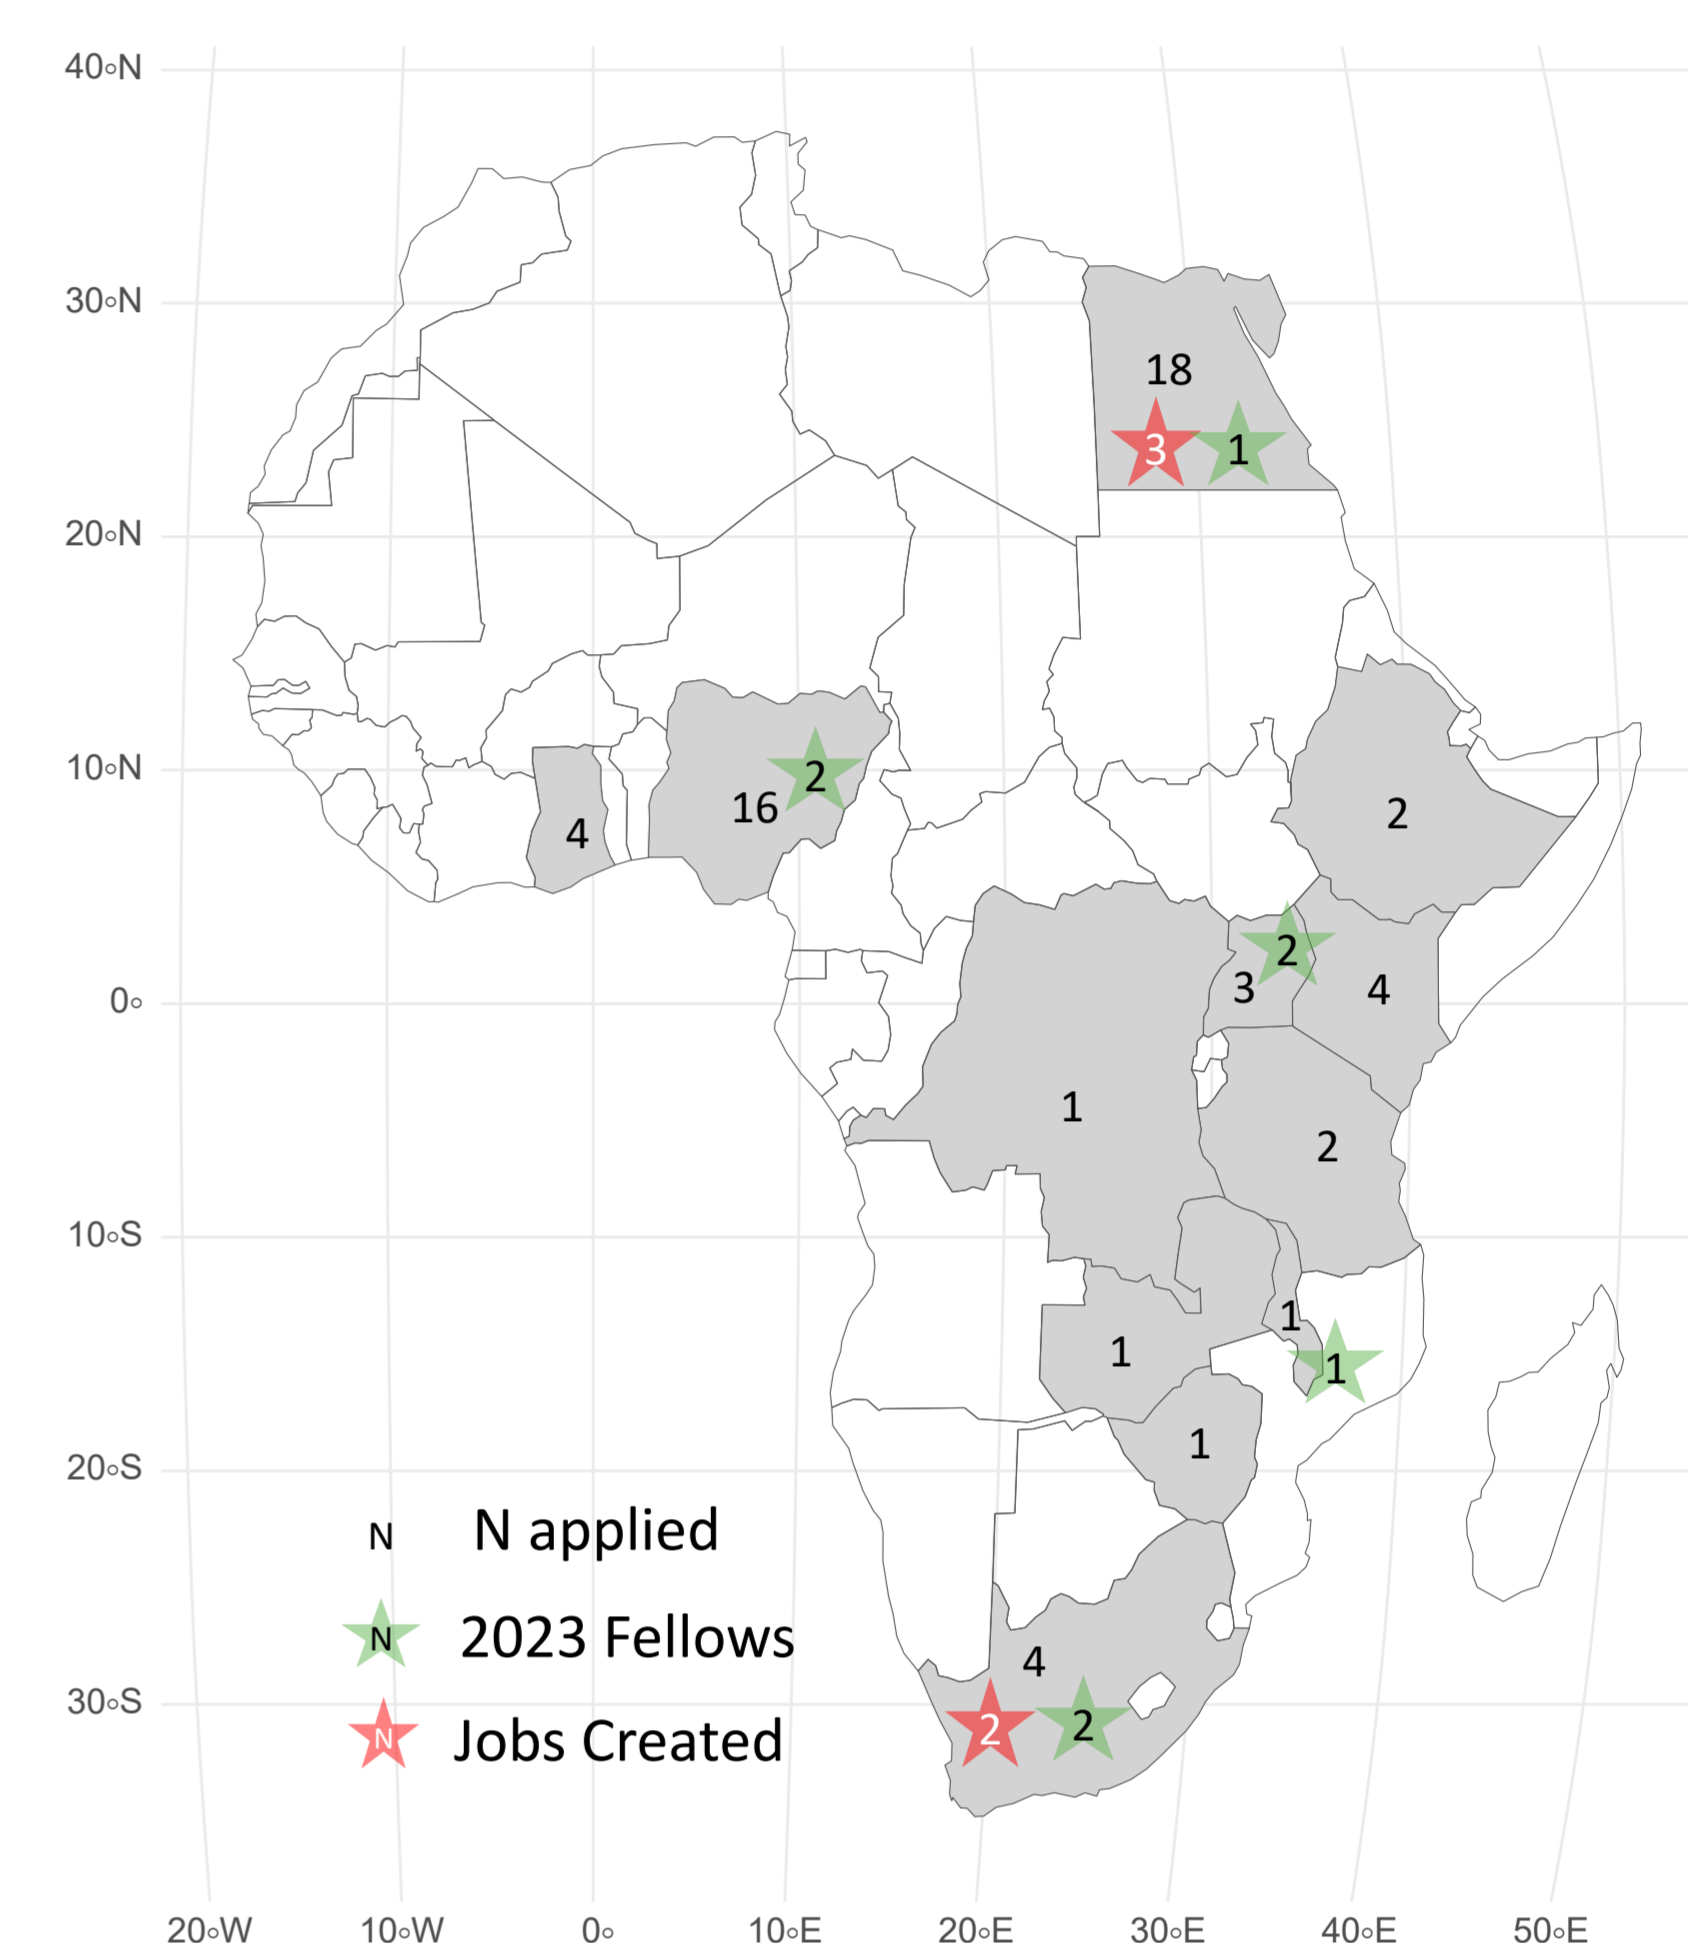 40∘N
30∘N
18
3 1
20∘N
10∘N
2
16
4
2
2
3
4
0∘
1
2
10∘S
1
1
1
1
20∘S
N N applied
N 2023 Fellows
4
30∘S
2 2
N Jobs Created
20∘W 10∘W 0∘ 10∘E 20∘E 30∘E 40∘E 50∘E